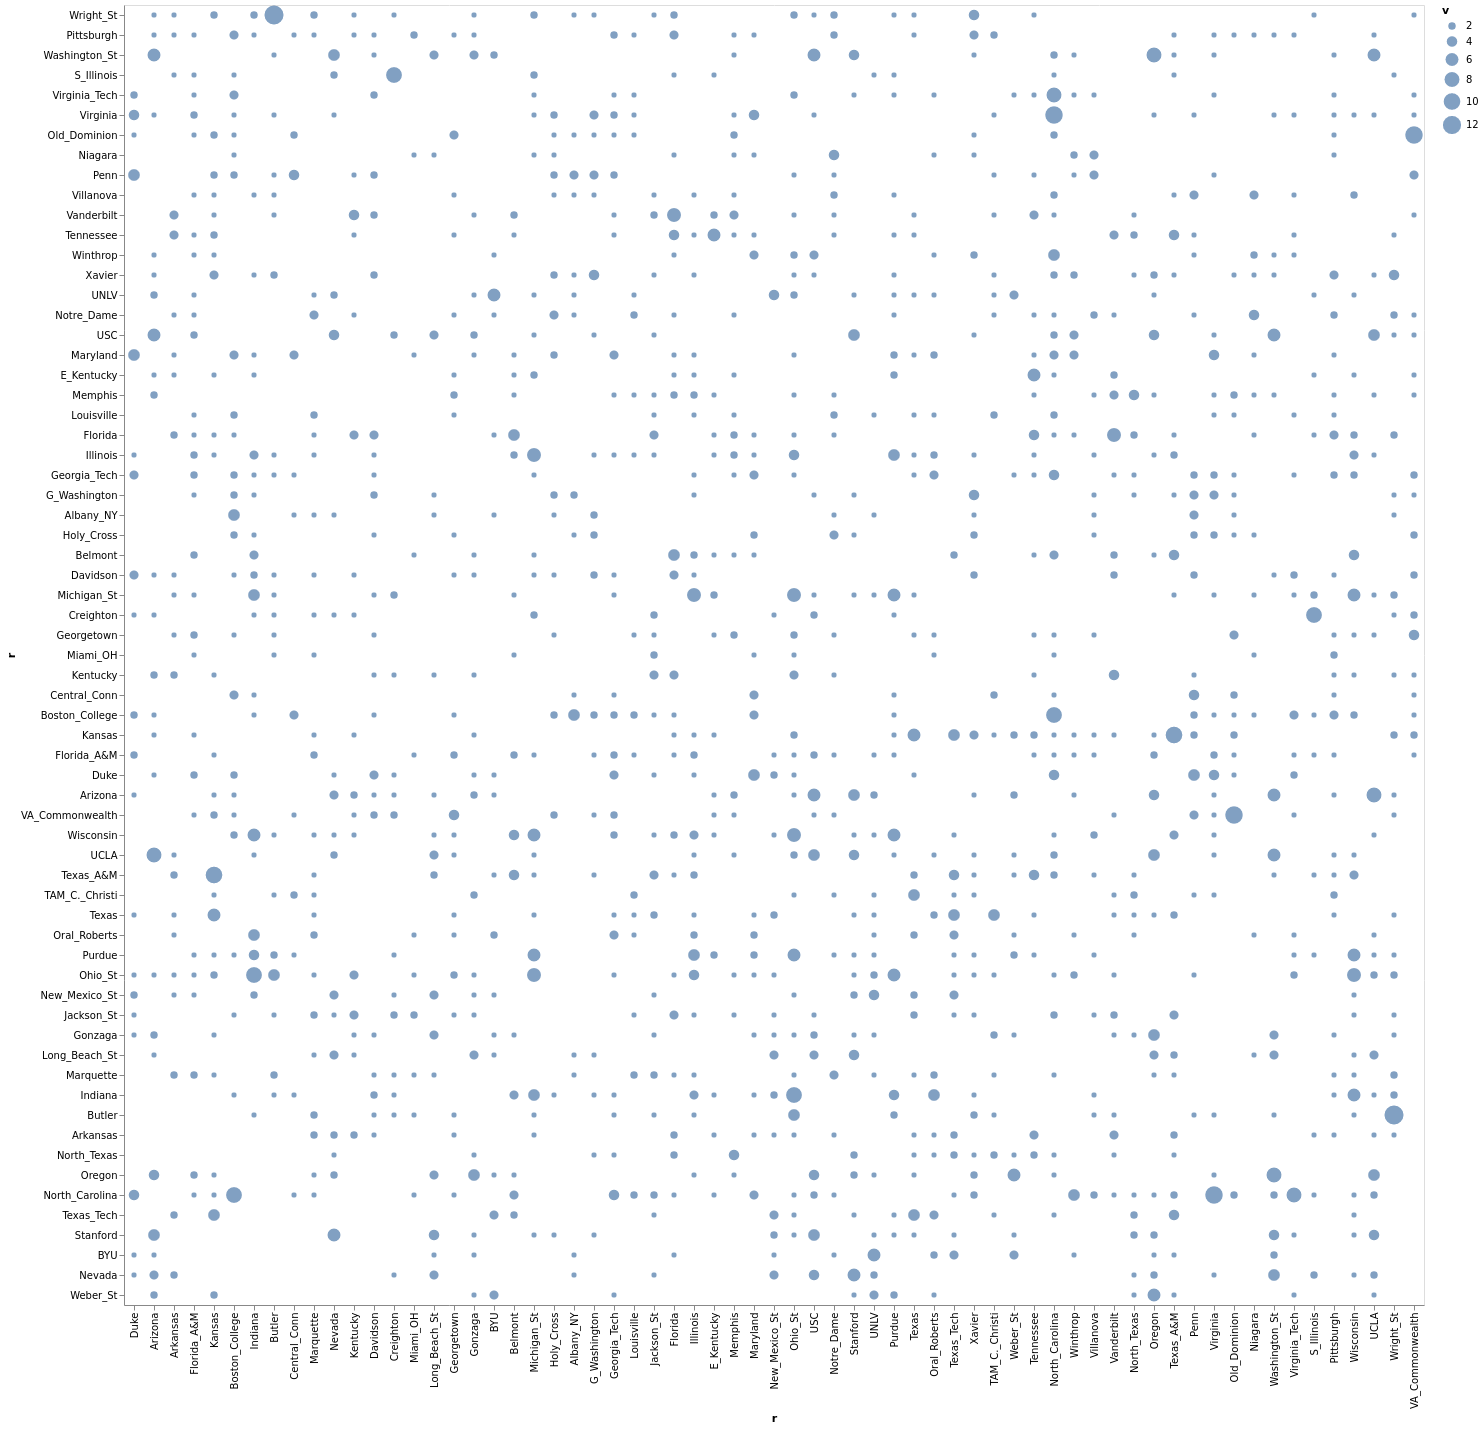 Wright_St
Pittsburgh
Washington_St
S_Illinois
Virginia_Tech
Virginia
Old_Dominion
Niagara
Penn
Villanova
Vanderbilt
Tennessee
Winthrop
Xavier
UNLV
Notre_Dame
USC
Maryland
E_Kentucky
Memphis
Louisville
Florida
Illinois
Georgia_Tech
G_Washington
Albany_NY
Holy_Cross
Belmont
Davidson
Michigan_St
Creighton
Georgetown
Miami_OH
Kentucky
Central_Conn
Boston_College
Kansas
Florida_A&M
Duke
Arizona
VA_Commonwealth
Wisconsin
UCLA
Texas_A&M
TAM_C._Christi
Texas
Oral_Roberts
Purdue
Ohio_St
New_Mexico_St
Jackson_St
Gonzaga
Long_Beach_St
Marquette
Indiana
Butler
Arkansas
North_Texas
Oregon
North_Carolina
Texas_Tech
Stanford
BYU
Nevada
Weber_St
r
Duke
Arizona
Arkansas
Florida_A&M
Kansas
Boston_College
Indiana
Butler
Central_Conn
Marquette
Nevada
Kentucky
Davidson
Creighton
Miami_OH
Long_Beach_St
Georgetown
Gonzaga
BYU
Belmont
Michigan_St
Holy_Cross
Albany_NY
G_Washington
Georgia_Tech
Louisville
Jackson_St
Florida
Illinois
E_Kentucky
Memphis
Maryland
New_Mexico_St
Ohio_St
USC
Notre_Dame
Stanford
UNLV
Purdue
Texas
Oral_Roberts
Texas_Tech
Xavier
TAM_C._Christi
Weber_St
Tennessee
North_Carolina
Winthrop
Villanova
Vanderbilt
North_Texas
Oregon
Texas_A&M
Penn
Virginia
Old_Dominion
Niagara
Washington_St
Virginia_Tech
S_Illinois
Pittsburgh
Wisconsin
UCLA
Wright_St
VA_Commonwealth
r
v
2
4
6
8
10
12